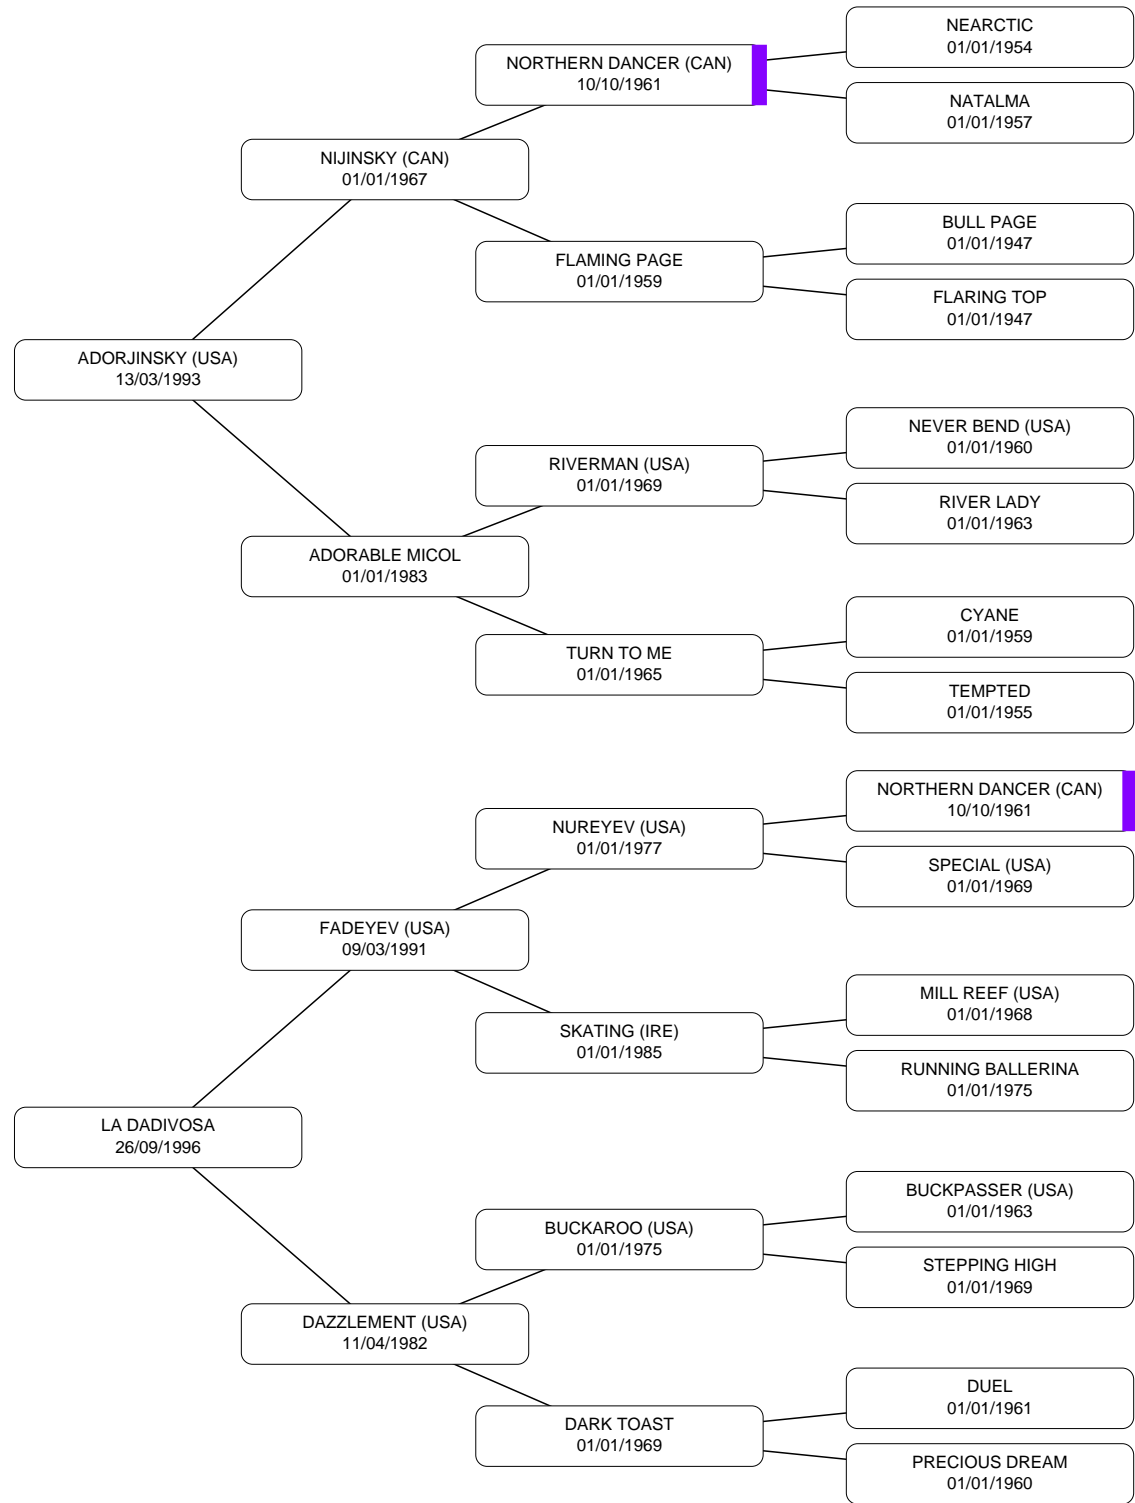 NEARCTIC
01/01/1954
NORTHERN DANCER (CAN)
10/10/1961
NATALMA
01/01/1957
NIJINSKY (CAN)
01/01/1967
BULL PAGE
01/01/1947
FLAMING PAGE
01/01/1959
FLARING TOP
01/01/1947
ADORJINSKY (USA)
13/03/1993
NEVER BEND (USA)
01/01/1960
RIVERMAN (USA)
01/01/1969
RIVER LADY
01/01/1963
ADORABLE MICOL
01/01/1983
CYANE
01/01/1959
TURN TO ME
01/01/1965
TEMPTED
01/01/1955
NORTHERN DANCER (CAN)
10/10/1961
NUREYEV (USA)
01/01/1977
SPECIAL (USA)
01/01/1969
FADEYEV (USA)
09/03/1991
MILL REEF (USA)
01/01/1968
SKATING (IRE)
01/01/1985
RUNNING BALLERINA
01/01/1975
LA DADIVOSA
26/09/1996
BUCKPASSER (USA)
01/01/1963
BUCKAROO (USA)
01/01/1975
STEPPING HIGH
01/01/1969
DAZZLEMENT (USA)
11/04/1982
DUEL
01/01/1961
DARK TOAST
01/01/1969
PRECIOUS DREAM
01/01/1960